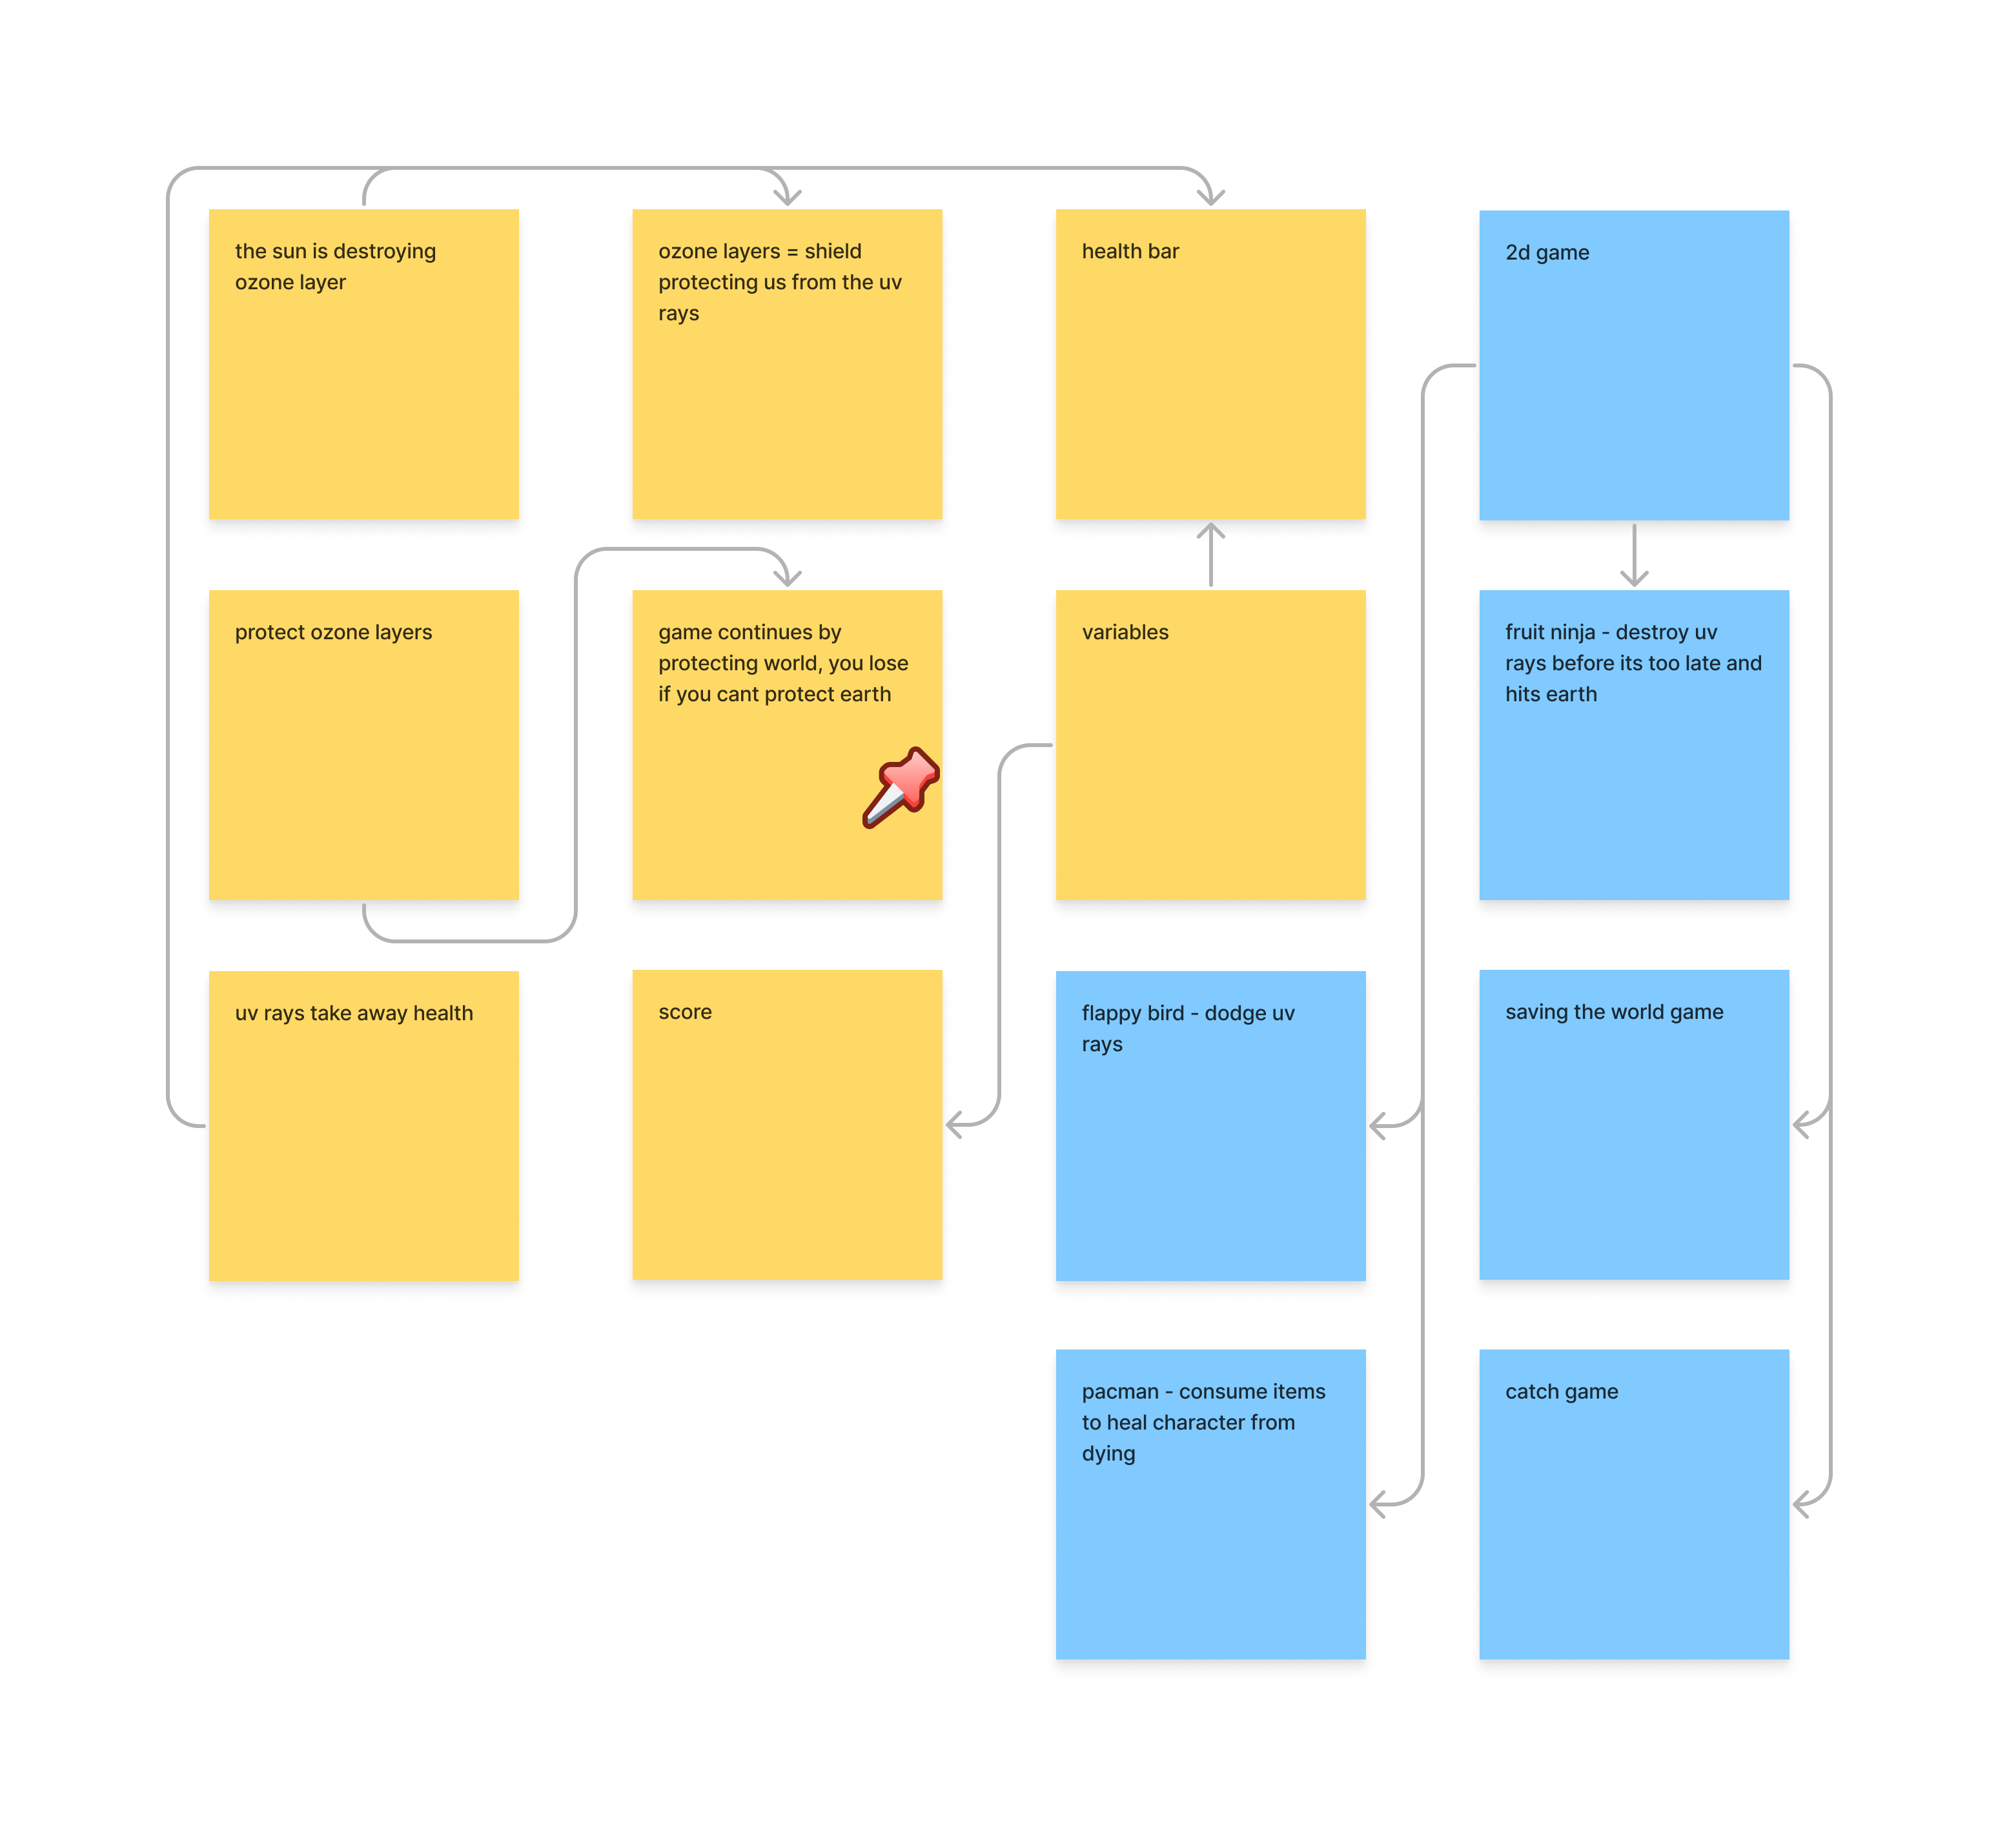 the sun is destroying
ozone layer
ozone layers = shield
protecting us from the uv
rays
health bar
2d game
protect ozone layers
game continues by
protecting world, you lose
if you cant protect earth
variables
fruit ninja - destroy uv
rays before its too late and
hits earth
uv rays take away health
score
flappy bird - dodge uv
rays
saving the world game
pacman - consume items
to heal character from
dying
catch game